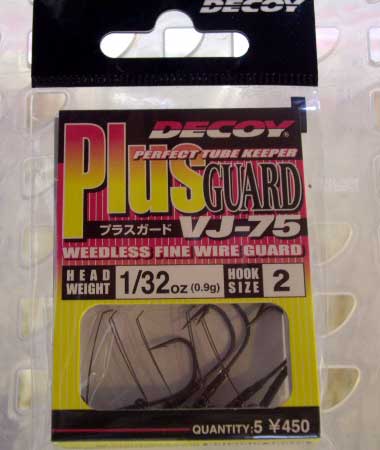 DECOY
DECOY®
PERFECT TUBE KEEPER
Plus GUARD
プラスガード VJ-75
WEEDLESS FINE WIRE GUARD
HEAD WEIGHT 1/32oz (0.9g) HOOK SIZE 2
QUANTITY:5 ¥450